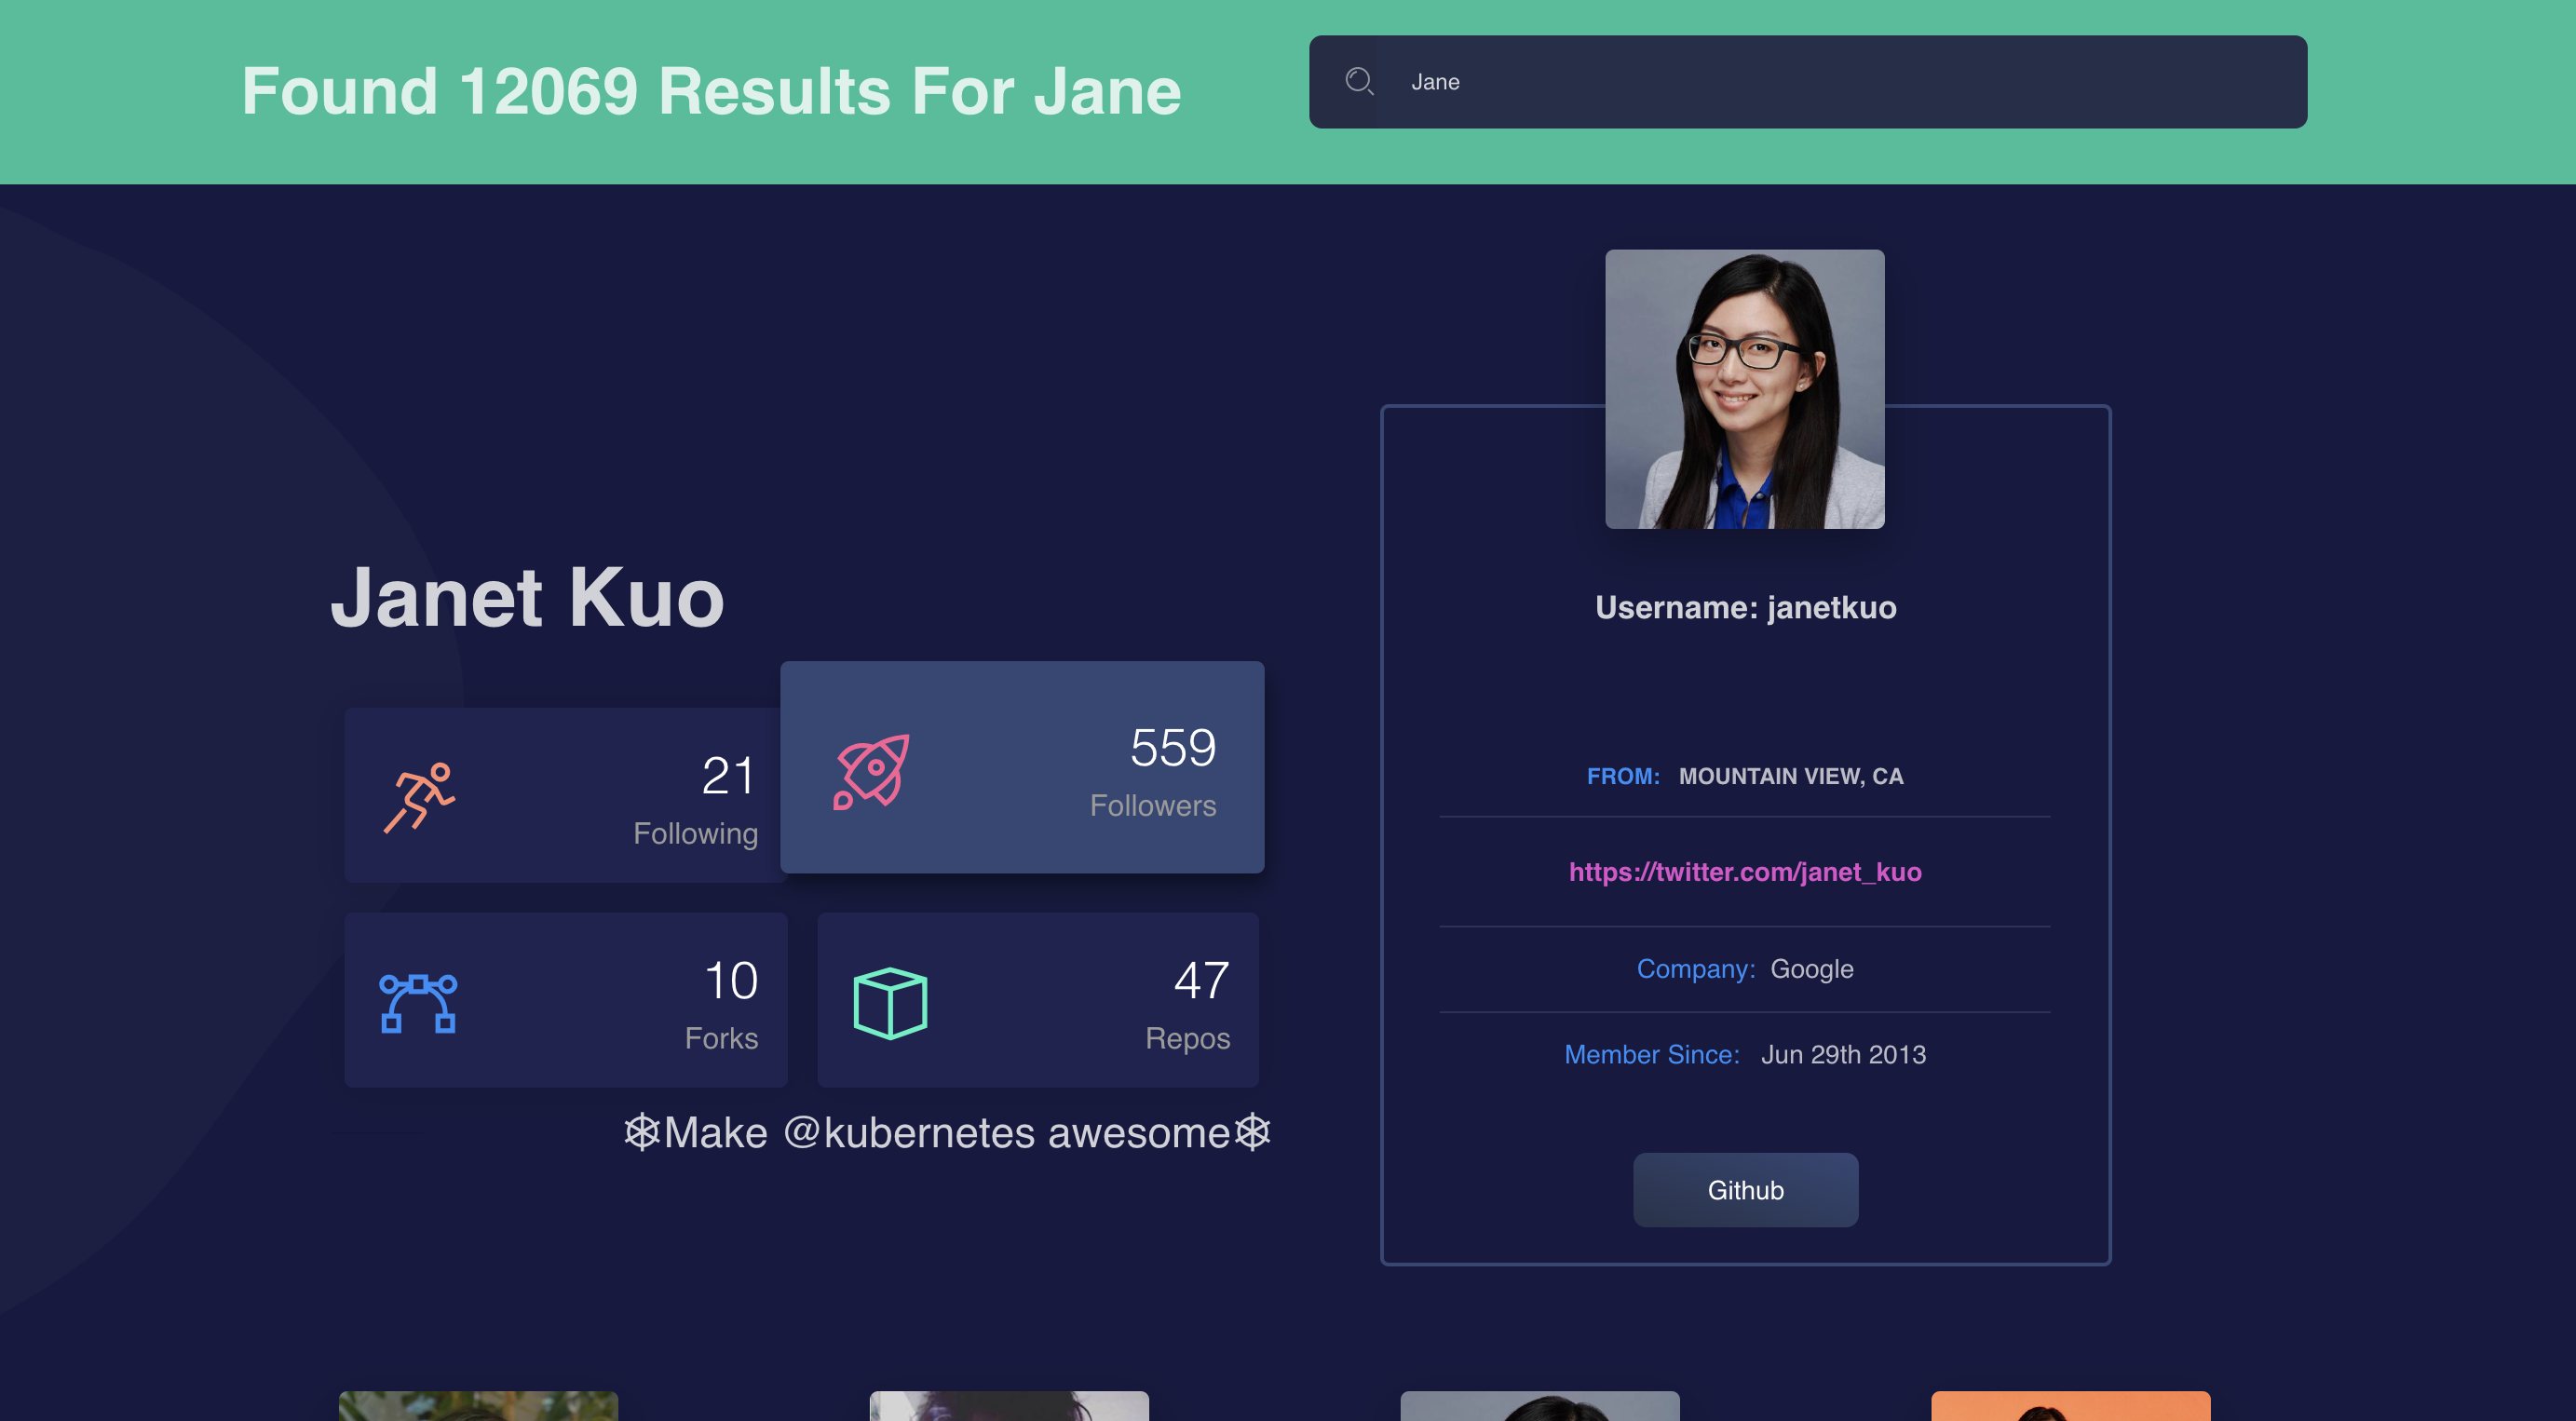 Found 12069 Results For Jane
Jane
Janet Kuo
21
Following
559
Followers
10
Forks
47
Repos
⎈Make @kubernetes awesome⎈
Username: janetkuo
FROM: MOUNTAIN VIEW, CA
https://twitter.com/janet_kuo
Company: Google
Member Since: Jun 29th 2013
Github